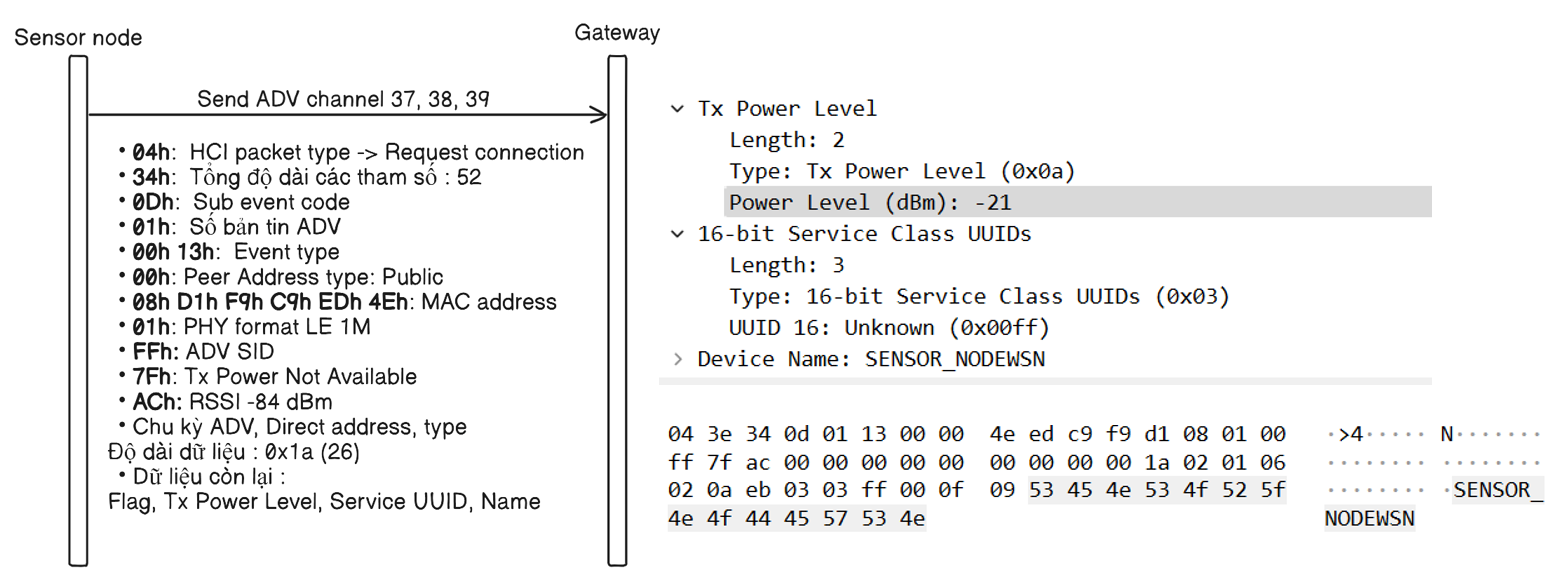 Sensor node
Gateway
Send ADV channel 37, 38, 39
• 04h: HCI packet type -> Request connection
• 34h: Tổng độ dài các tham số : 52
• 0Dh: Sub event code
• 01h: Số bản tin ADV
• 00h 13h: Event type
• 00h: Peer Address type: Public
• 08h D1h F9h C9h EDh 4Eh: MAC address
• 01h: PHY format LE 1M
• FFh: ADV SID
• 7Fh: Tx Power Not Available
• ACh: RSSI -84 dBm
• Chu kỳ ADV, Direct address, type
Độ dài dữ liệu : 0x1a (26)
• Dữ liệu còn lại :
Flag, Tx Power Level, Service UUID, Name
Tx Power Level
Length: 2
Type: Tx Power Level (0x0a)
Power Level (dBm): -21
16-bit Service Class UUIDs
Length: 3
Type: 16-bit Service Class UUIDs (0x03)
UUID 16: Unknown (0x00ff)
Device Name: SENSOR_NODEWSN
04 3e 34 0d 01 13 00 00 4e ed c9 f9 d1 08 01 00 ·>4····· N·······
ff 7f ac 00 00 00 00 00 00 00 00 00 1a 02 01 06 ········ ········
02 0a eb 03 03 ff 00 0f 09 53 45 4e 53 4f 52 5f ········ ·SENSOR_
4e 4f 44 45 57 53 4e NODEWSN